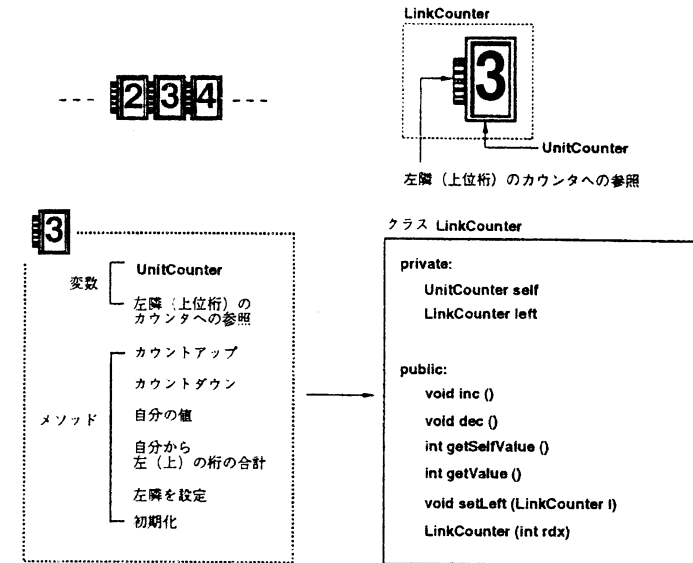 LinkCounter
2 3 4
3
UnitCounter
左隣（上位桁）のカウンタへの参照
3
変数
UnitCounter
左隣（上位桁）の
カウンタへの参照
メソッド
カウントアップ
カウントダウン
自分の値
自分から
左（上）の桁の合計
左隣を設定
初期化
クラス LinkCounter
private:
UnitCounter self
LinkCounter left
public:
void inc ()
void dec ()
int getSelfValue ()
int getValue ()
void setLeft (LinkCounter l)
LinkCounter (int rdx)